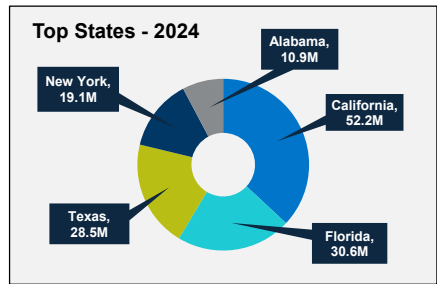 Top States - 2024
Alabama,
10.9M
New York,
19.1M
California,
52.2M
Texas,
28.5M
Florida,
30.6M